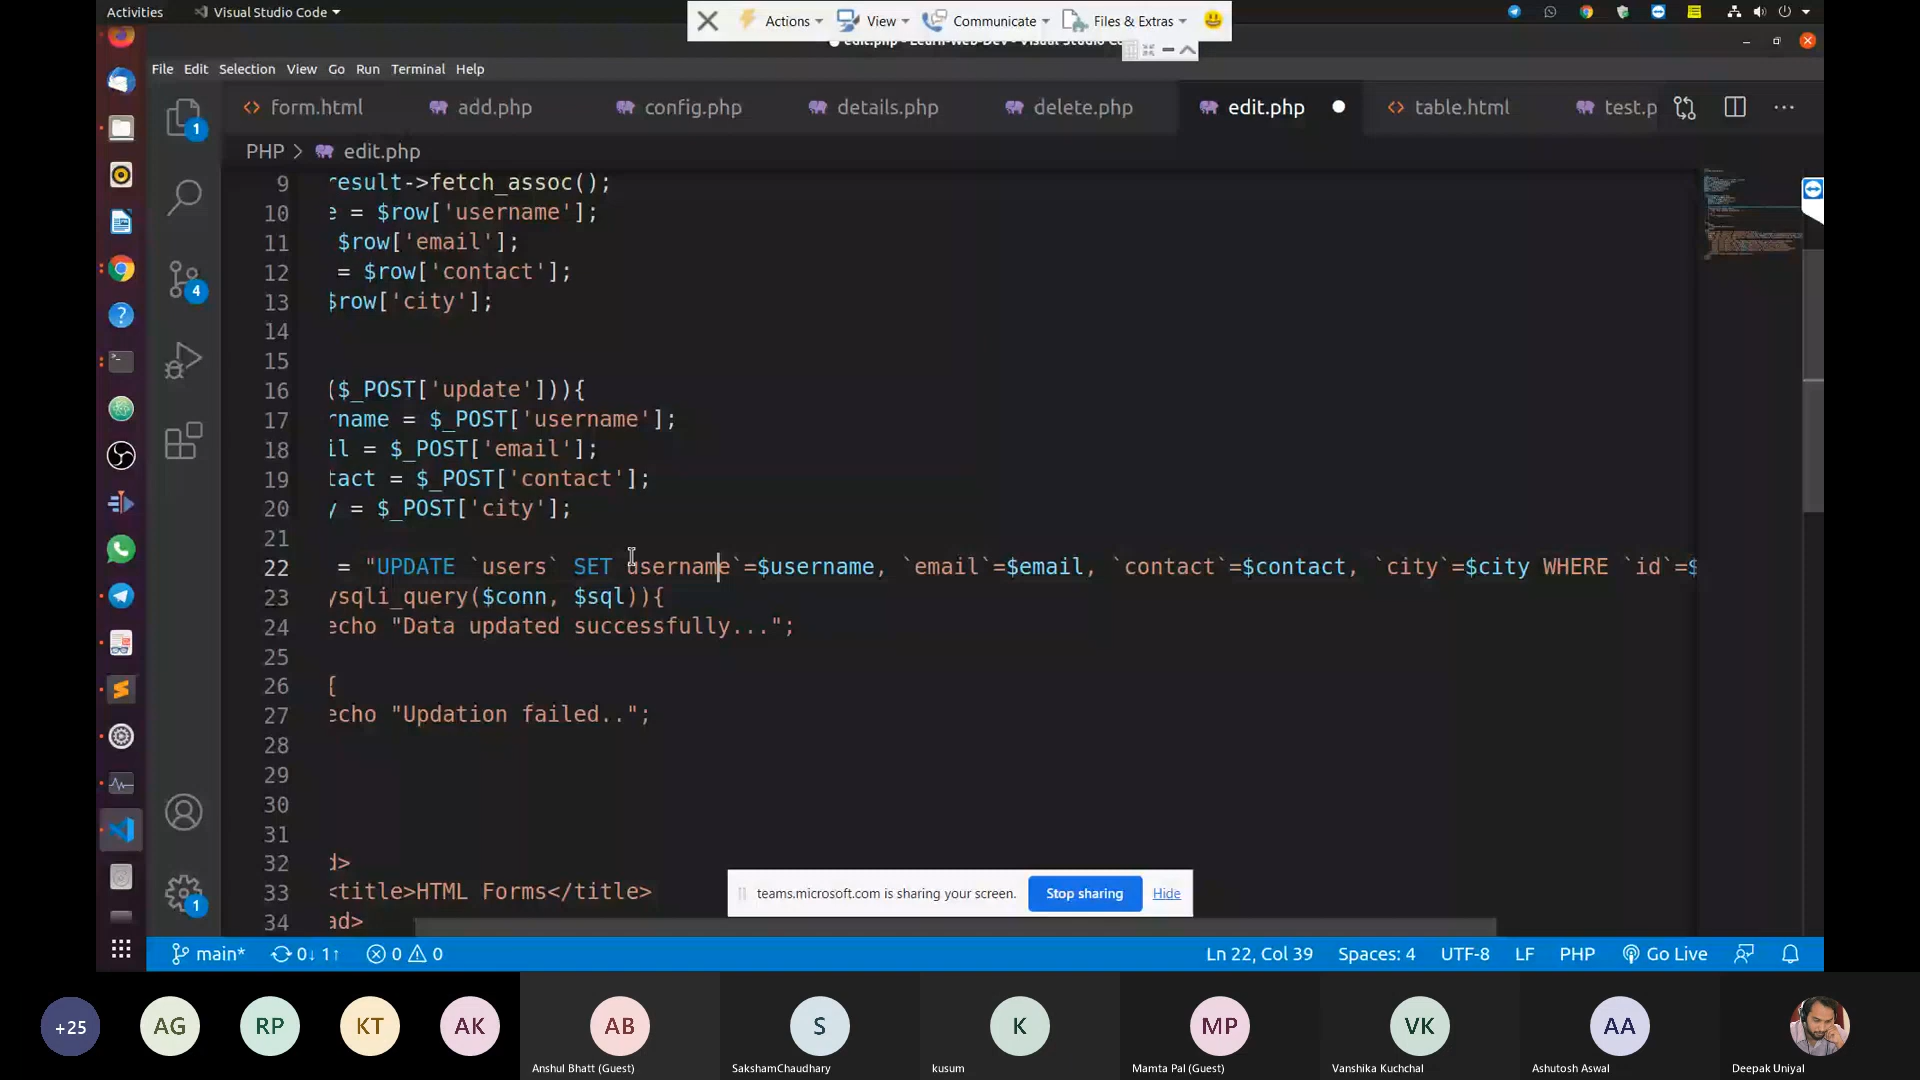 Activities
Visual Studio Code
Actions
View
Communicate
Files & Extras
File Edit Selection View Go Run Terminal Help
form.html
add.php
config.php
details.php
delete.php
edit.php
table.html
test.p
PHP > edit.php
9 result->fetch_assoc();
10 e = $row['username'];
11 $row['email'];
12 = $row['contact'];
13 $row['city'];
14
15
16 ($_POST['update'])){
17 rname = $_POST['username'];
18 il = $_POST['email'];
19 tact = $_POST['contact'];
20 y = $_POST['city'];
21
22 = "UPDATE `users` SET username`=$username, `email`=$email, `contact`=$contact, `city`=$city WHERE `id`=$
23 ysqli_query($conn, $sql)){
24 echo "Data updated successfully...";
25
26 {
27 echo "Updation failed..";
28
29
30
31
32 d>
33 <title>HTML Forms</title>
34 ad>
1
4
1
teams.microsoft.com is sharing your screen.
Stop sharing
Hide
main*
0↓ 1↑
0
0
Ln 22, Col 39
Spaces: 4
UTF-8
LF
PHP
Go Live
+25
AG
RP
KT
AK
AB
S
K
MP
VK
AA
Anshul Bhatt (Guest)
SakshamChaudhary
kusum
Mamta Pal (Guest)
Vanshika Kuchchal
Ashutosh Aswal
Deepak Uniyal